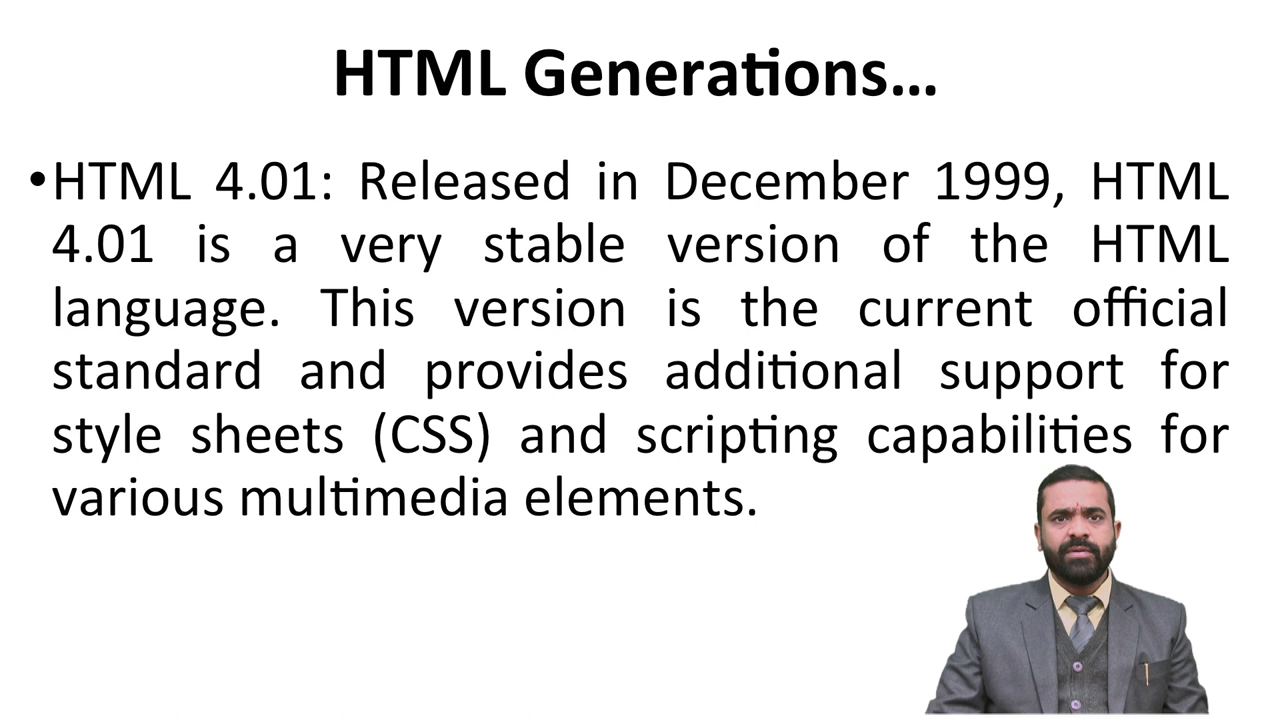 HTML Generations...
•HTML 4.01: Released in December 1999, HTML
4.01 is a very stable version of the HTML
language. This version is the current official
standard and provides additional support for
style sheets (CSS) and scripting capabilities for
various multimedia elements.